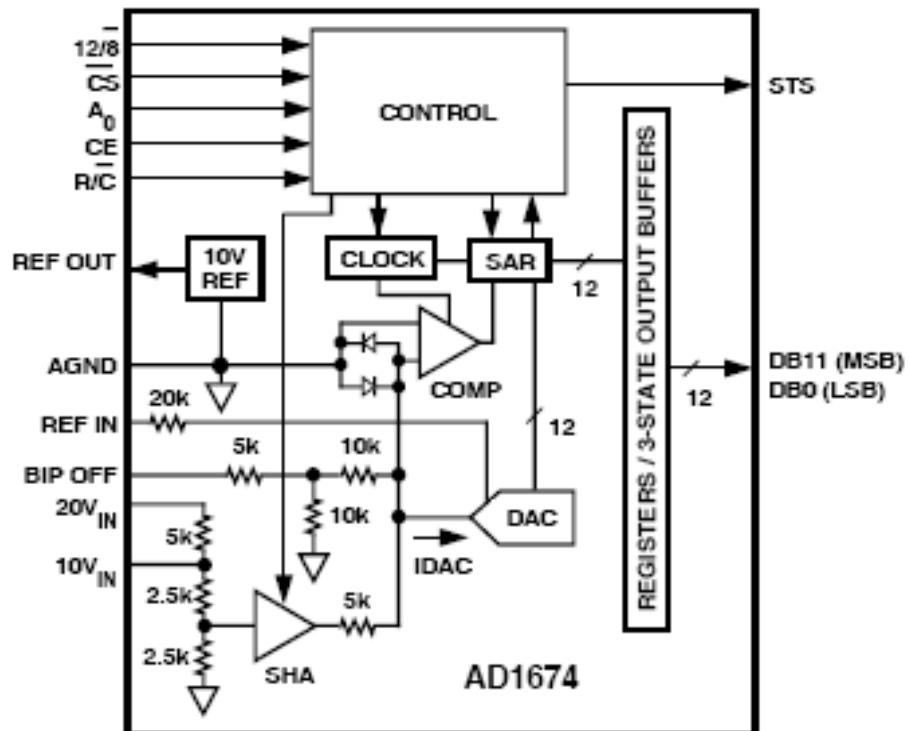 12/8̅
C̅S̅
A0
CE
R/C̅
CONTROL
STS
REF OUT
10V
REF
CLOCK
SAR
12
REGISTERS / 3-STATE OUTPUT BUFFERS
AGND
COMP
12
DB11 (MSB)
DB0 (LSB)
REF IN
20k
12
BIP OFF
5k
10k
10k
20VIN
5k
DAC
IDAC
10VIN
2.5k
5k
2.5k
SHA
AD1674